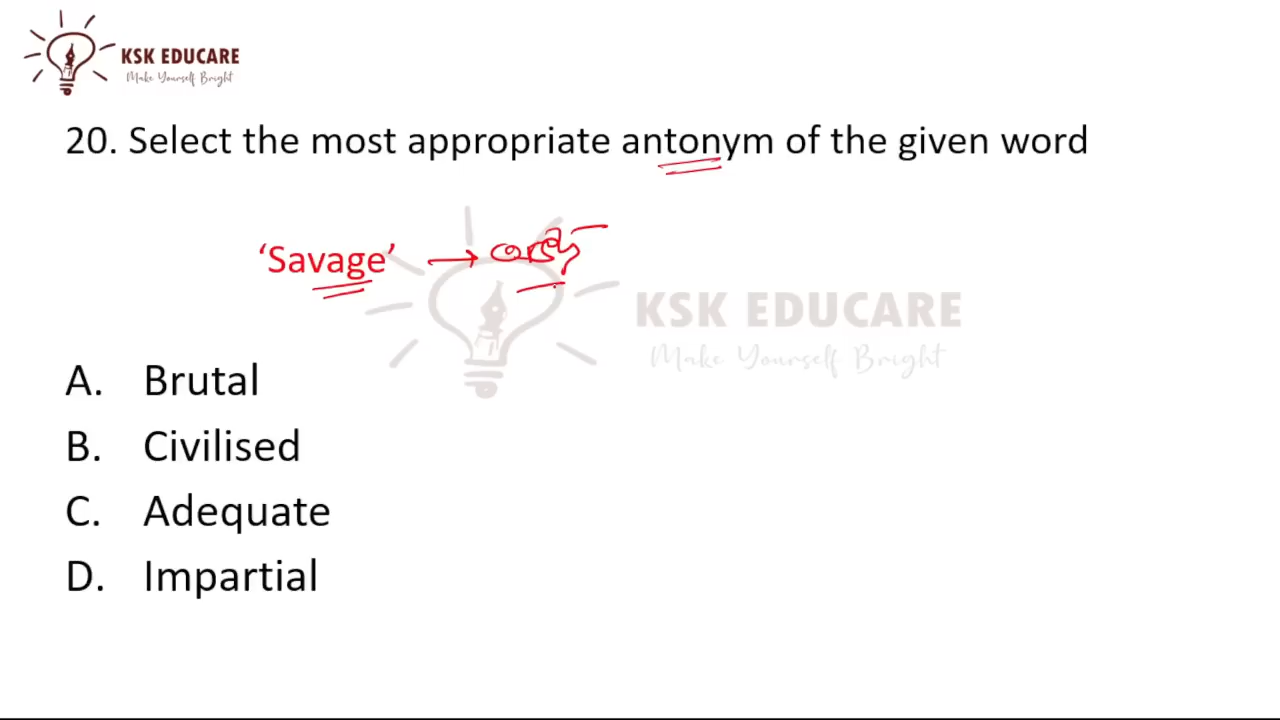 KSK EDUCARE
Make Yourself Bright
20. Select the most appropriate antonym of the given word
‘Savage’ →
KSK EDUCARE
Make Yourself Bright
A. Brutal
B. Civilised
C. Adequate
D. Impartial